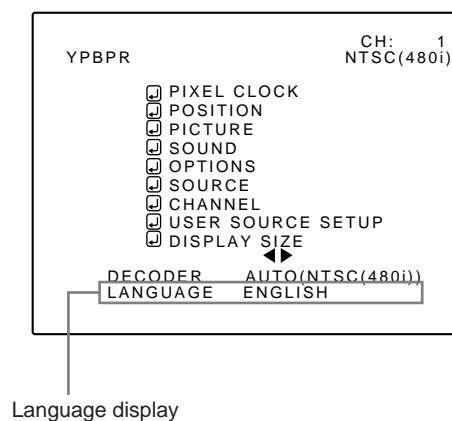 CH: 1
YPBPR NTSC(480i)
PIXEL CLOCK
POSITION
PICTURE
SOUND
OPTIONS
SOURCE
CHANNEL
USER SOURCE SETUP
DISPLAY SIZE
DECODER AUTO(NTSC(480i))
LANGUAGE ENGLISH
Language display